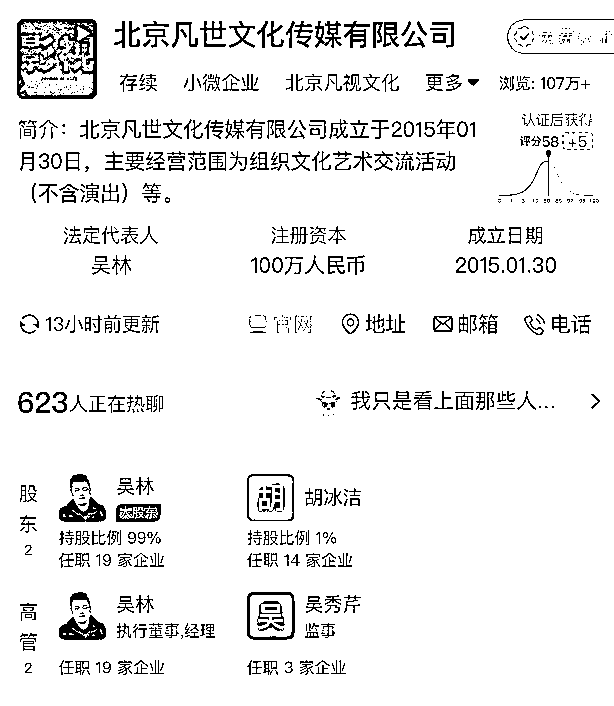 北京凡世文化传媒有限公司
存续 小微企业 北京凡视文化 更多 浏览: 107万+
简介：北京凡世文化传媒有限公司成立于2015年01
月30日，主要经营范围为组织文化艺术交流活动
（不含演出）等。
认证后获得
评分58 +5
法定代表人 注册资本 成立日期
吴林 100万人民币 2015.01.30
13小时前更新 官网 地址 邮箱 电话
623人正在热聊 我只是看上面那些人...
股东2
吴林
大股东
持股比例 99%
任职 19 家企业
胡
胡冰洁
持股比例 1%
任职 14 家企业
高管2
吴林
执行董事,经理
任职 19 家企业
吴
吴秀芹
监事
任职 3 家企业